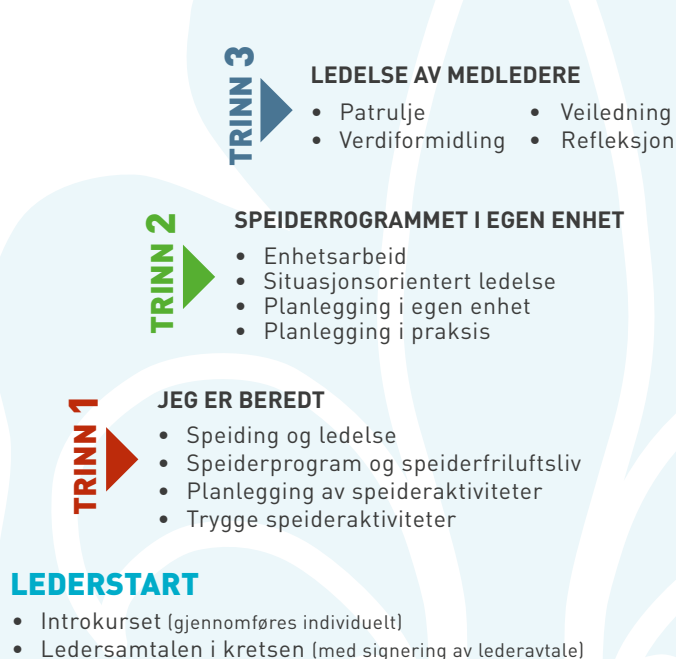 TRINN 3
LEDELSE AV MEDLEDERE
• Patrulje
• Verdiformidling
• Veiledning
• Refleksjon
TRINN 2
SPEIDERROGRAMMET I EGEN ENHET
• Enhetsarbeid
• Situasjonsorientert ledelse
• Planlegging i egen enhet
• Planlegging i praksis
TRINN 1
JEG ER BEREDT
• Speiding og ledelse
• Speiderprogram og speiderfriluftsliv
• Planlegging av speideraktiviteter
• Trygge speideraktiviteter
LEDERSTART
• Introkurset (gjennomføres individuelt)
• Ledersamtalen i kretsen (med signering av lederavtale)